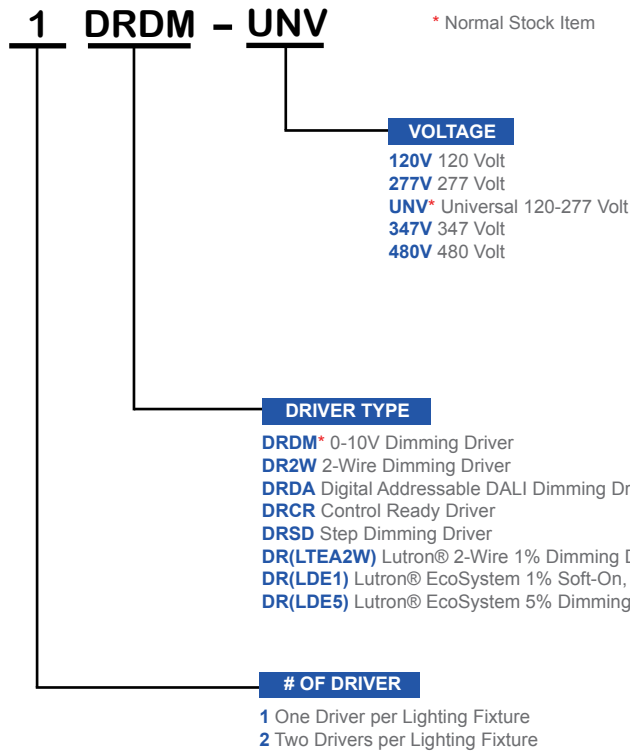 1 DRDM – UNV
* Normal Stock Item
VOLTAGE
120V 120 Volt
277V 277 Volt
UNV* Universal 120-277 Volt
347V 347 Volt
480V 480 Volt
DRIVER TYPE
DRDM* 0-10V Dimming Driver
DR2W 2-Wire Dimming Driver
DRDA Digital Addressable DALI Dimming
DRCR Control Ready Driver
DRSD Step Dimming Driver
DR(LTEA2W) Lutron® 2-Wire 1% Dimming
DR(LDE1) Lutron® EcoSystem 1% Soft-On,
DR(LDE5) Lutron® EcoSystem 5% Dimming
# OF DRIVER
1 One Driver per Lighting Fixture
2 Two Drivers per Lighting Fixture